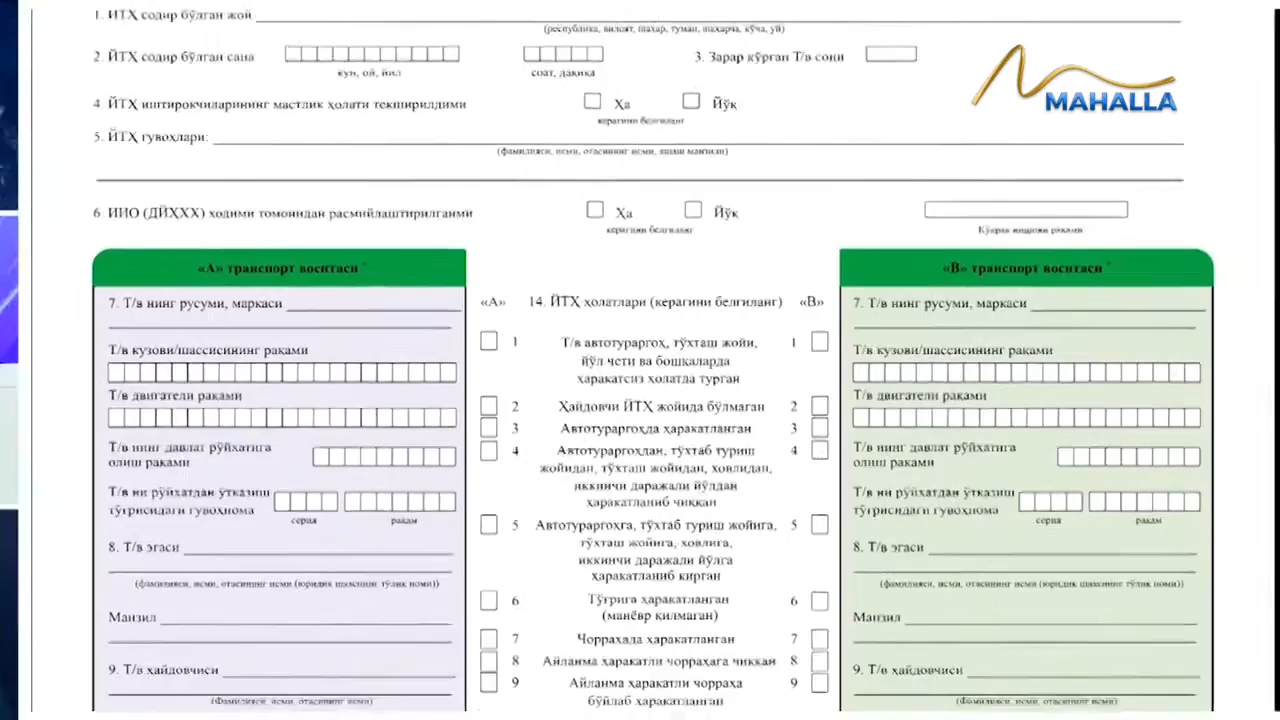 1. ЙТҲ содир бўлган жой
(республика, вилоят, шаҳар, туман, шаҳарча, кўча, уй)
2. ЙТҲ содир бўлган сана
3. Зарар кўрган Т/в сони
кун, ой, йил
соат, дақиқа
MAHALLA
4 ЙТҲ иштирокчиларининг мастлик ҳолати текширилдими
Ҳа
Йўқ
керагини белгиланг
5. ЙТҲ гувоҳлари:
(фамилияси, исми, отасининг исми, яшаш манзили)
6 ИИО (ДЙҲХХ) ходими томонидан расмийлаштирилганми
Ҳа
Йўқ
керагини белгиланг
Кўкрак нишони рақами
«А» транспорт воситаси *
7. Т/в нинг русуми, маркаси
Т/в кузови/шассисининг рақами
Т/в двигатели рақами
Т/в нинг давлат рўйхатига
олиш рақами
Т/в ни рўйхатдан ўтказиш
тўғрисидаги гувоҳнома
серия
рақам
8. Т/в эгаси
(фамилияси, исми, отасининг исми (юридик шахснинг тўлиқ номи))
Манзил
9. Т/в ҳайдовчиси
(Фамилияси, исми, отасининг исми)
«А» 14. ЙТҲ ҳолатлари (керагини белгиланг) «В»
1 Т/в автотураргоҳ, тўхташ жойи, 1
йўл чети ва бошқаларда
ҳаракатсиз ҳолатда турган
2 Ҳайдовчи ЙТҲ жойида бўлмаган 2
3 Автотураргоҳда ҳаракатланган 3
4 Автотураргоҳдан, тўхтаб туриш 4
жойидан, тўхташ жойидан, ҳовлидан,
иккинчи даражали йўлдан
ҳаракатланиб чиққан
5 Автотураргоҳга, тўхтаб туриш жойига, 5
тўхташ жойига, ҳовлига,
иккинчи даражали йўлга
ҳаракатланиб кирган
6 Тўғрига ҳаракатланган 6
(манёвр қилмаган)
7 Чорраҳада ҳаракатланган 7
8 Айланма ҳаракатли чорраҳага чиққан 8
9 Айланма ҳаракатли чорраҳа 9
бўйлаб ҳаракатланган
«В» транспорт воситаси *
7. Т/в нинг русуми, маркаси
Т/в кузови/шассисининг рақами
Т/в двигатели рақами
Т/в нинг давлат рўйхатига
олиш рақами
Т/в ни рўйхатдан ўтказиш
тўғрисидаги гувоҳнома
серия
рақам
8. Т/в эгаси
(фамилияси, исми, отасининг исми (юридик шахснинг тўлиқ номи))
Манзил
9. Т/в ҳайдовчиси
(Фамилияси, исми, отасининг исми)